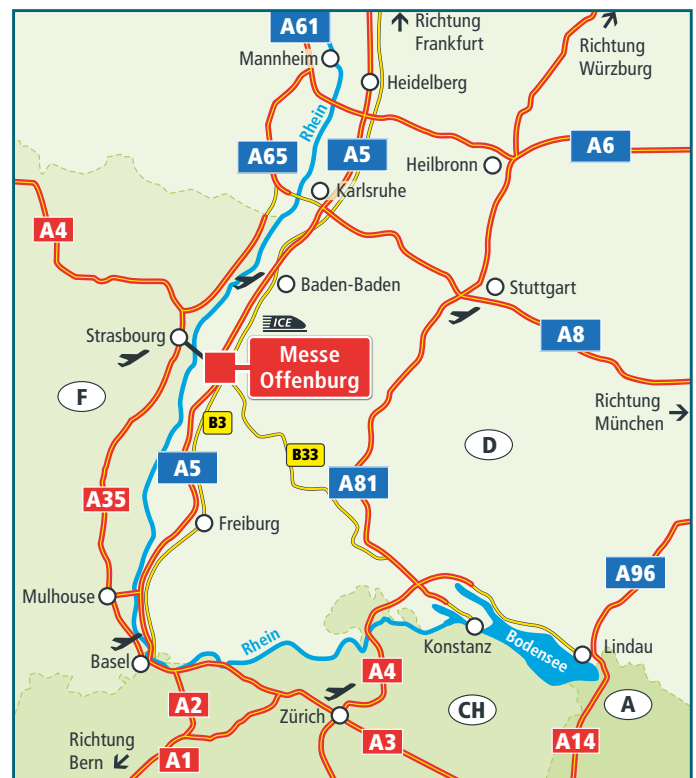 A61
Richtung
Frankfurt
Richtung
Würzburg
Mannheim
Heidelberg
Rhein
A65
A5
Heilbronn
A6
Karlsruhe
A4
Baden-Baden
Stuttgart
ICE
Strasbourg
Messe
Offenburg
A8
F
Richtung
München
B3
B33
D
A5
A81
A35
Freiburg
A96
Mulhouse
Rhein
Konstanz
Bodensee
Lindau
Basel
A4
A2
Zürich
CH
A
Richtung
Bern
A1
A3
A14